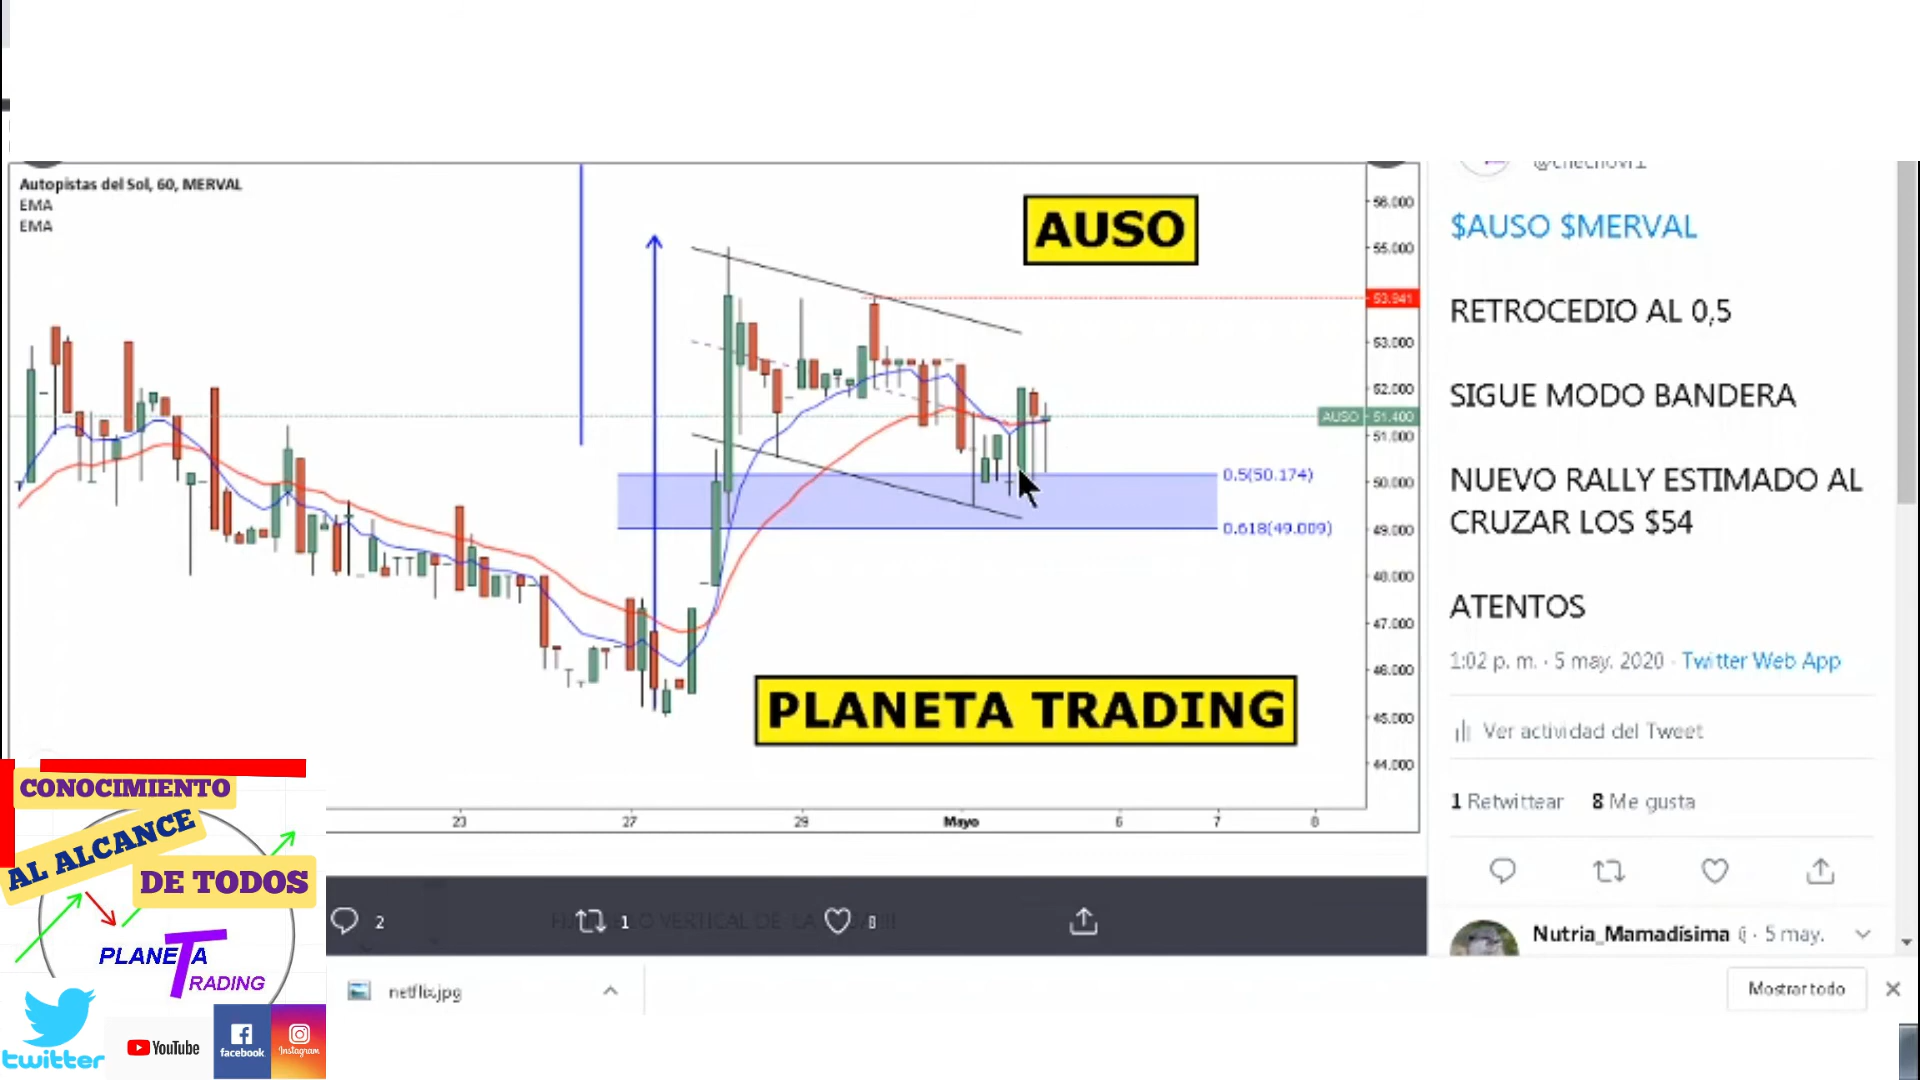 Autopistas del Sol, 60, MERVAL
EMA
EMA
AUSO
56.000
55.000
53.941
53.000
52.000
AUSO 51.400
51.000
0.5(50.174)
50.000
0.618(49.009)
49.000
48.000
47.000
46.000
45.000
44.000
PLANETA TRADING
23
27
29
Mayo
6
7
8
$AUSO $MERVAL
RETROCEDIO AL 0,5
SIGUE MODO BANDERA
NUEVO RALLY ESTIMADO AL
CRUZAR LOS $54
ATENTOS
1:02 p. m. · 5 may. 2020 · Twitter Web App
Ver actividad del Tweet
1 Retwittear 8 Me gusta
Nutria_Mamadísima · 5 may.
2
1
8
netflix.jpg
Mostrar todo
CONOCIMIENTO
AL ALCANCE
DE TODOS
PLANETA
TRADING
twitter
YouTube
facebook
Instagram